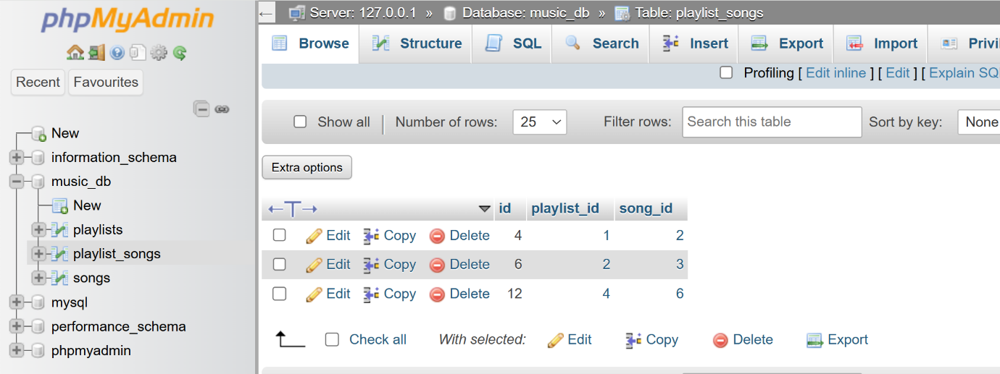 phpMyAdmin
Recent Favourites
New
information_schema
music_db
New
playlists
playlist_songs
songs
mysql
performance_schema
phpmyadmin
← Server: 127.0.0.1 » Database: music_db » Table: playlist_songs
Browse Structure SQL Search Insert Export Import Privi
Profiling [ Edit inline ] [ Edit ] [ Explain SQ
Show all Number of rows: 25 Filter rows: Search this table Sort by key: None
Extra options
←T→ id playlist_id song_id
Edit Copy Delete 4 1 2
Edit Copy Delete 6 2 3
Edit Copy Delete 12 4 6
Check all With selected: Edit Copy Delete Export